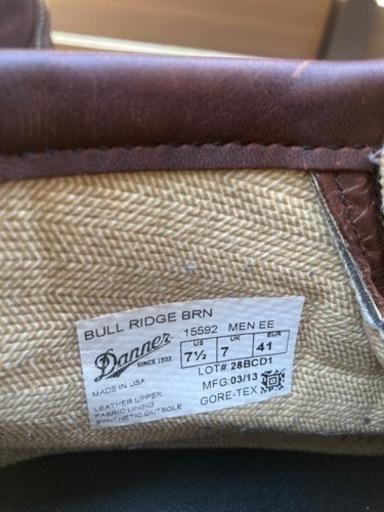 BULL RIDGE BRN
15592 MEN EE
Danner
SINCE 1932
US UK EUR
7½ 7 41
MADE IN USA
LOT#: 28BCD1
MFG:03/13
LEATHER UPPER
FABRIC LINING
SYNTHETIC OUTSOLE
GORE-TEX